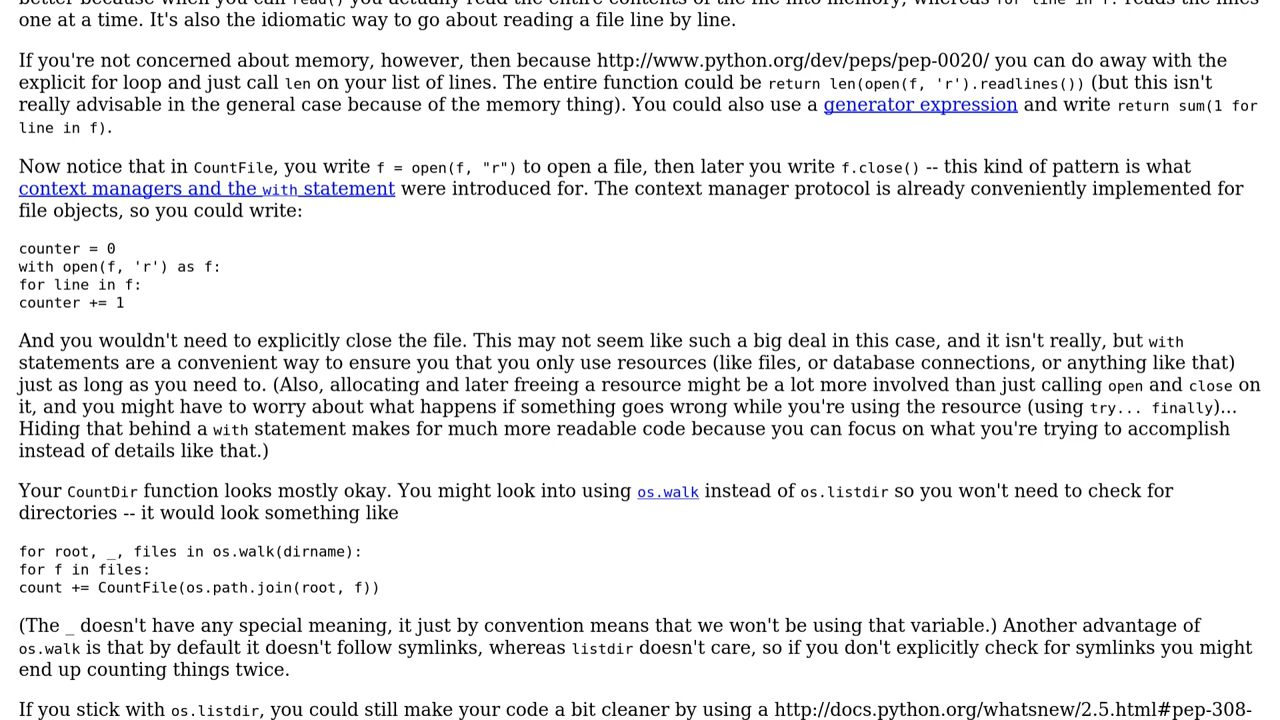 one at a time. It's also the idiomatic way to go about reading a file line by line.
If you're not concerned about memory, however, then because http://www.python.org/dev/peps/pep-0020/ you can do away with the
explicit for loop and just call len on your list of lines. The entire function could be return len(open(f, 'r').readlines()) (but this isn't
really advisable in the general case because of the memory thing). You could also use a generator expression and write return sum(1 for
line in f).
Now notice that in CountFile, you write f = open(f, "r") to open a file, then later you write f.close() -- this kind of pattern is what
context managers and the with statement were introduced for. The context manager protocol is already conveniently implemented for
file objects, so you could write:
counter = 0
with open(f, 'r') as f:
for line in f:
counter += 1
And you wouldn't need to explicitly close the file. This may not seem like such a big deal in this case, and it isn't really, but with
statements are a convenient way to ensure you that you only use resources (like files, or database connections, or anything like that)
just as long as you need to. (Also, allocating and later freeing a resource might be a lot more involved than just calling open and close on
it, and you might have to worry about what happens if something goes wrong while you're using the resource (using try... finally)...
Hiding that behind a with statement makes for much more readable code because you can focus on what you're trying to accomplish
instead of details like that.)
Your CountDir function looks mostly okay. You might look into using os.walk instead of os.listdir so you won't need to check for
directories -- it would look something like
for root, _, files in os.walk(dirname):
for f in files:
count += CountFile(os.path.join(root, f))
(The _ doesn't have any special meaning, it just by convention means that we won't be using that variable.) Another advantage of
os.walk is that by default it doesn't follow symlinks, whereas listdir doesn't care, so if you don't explicitly check for symlinks you might
end up counting things twice.
If you stick with os.listdir, you could still make your code a bit cleaner by using a http://docs.python.org/whatsnew/2.5.html#pep-308-